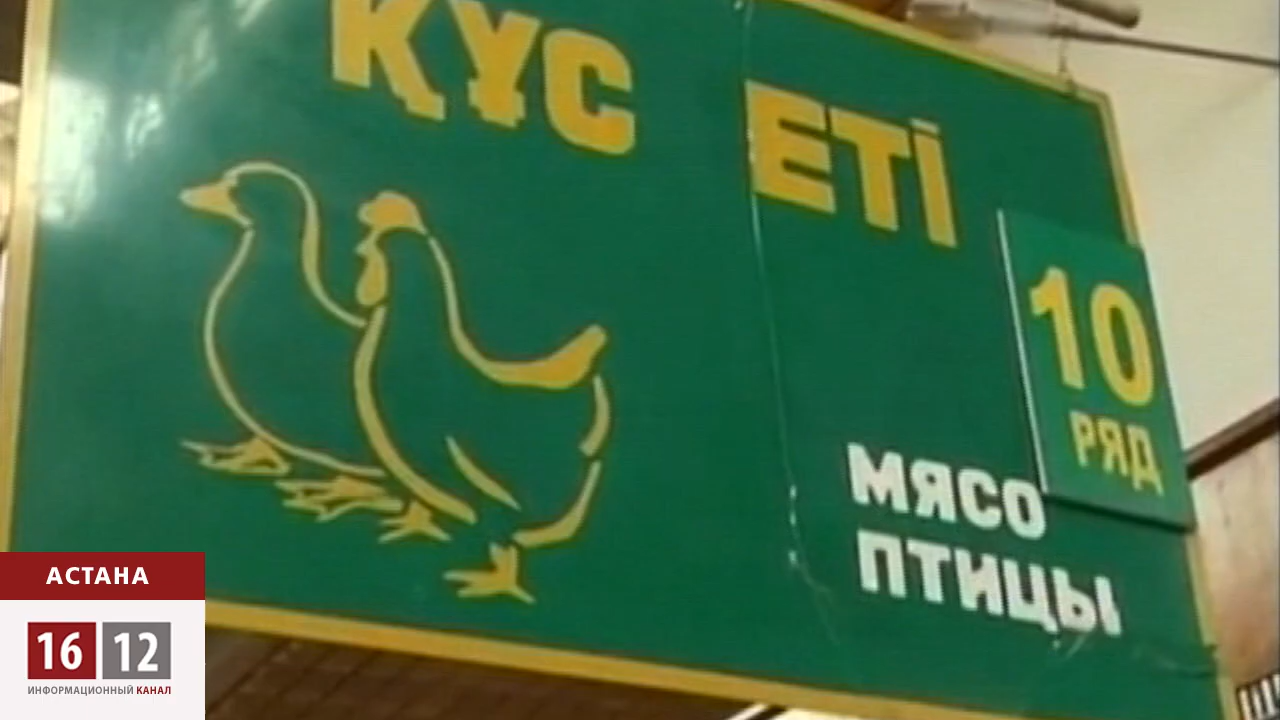 ҚҰС ЕТІ
10
РЯД
МЯСО
ПТИЦЫ
АСТАНА
16 12
ИНФОРМАЦИОННЫЙ КАНАЛ